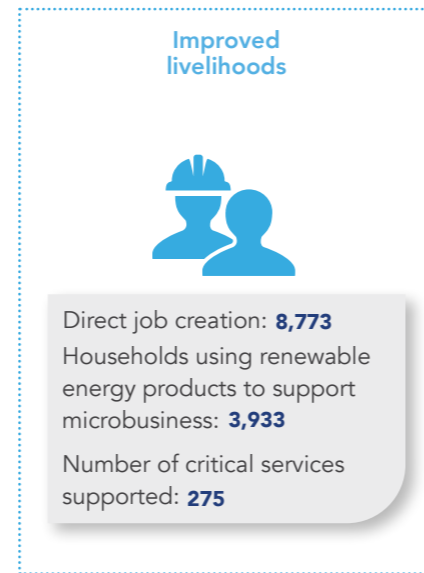 Improved
livelihoods
Direct job creation: 8,773
Households using renewable
energy products to support
microbusiness: 3,933
Number of critical services
supported: 275